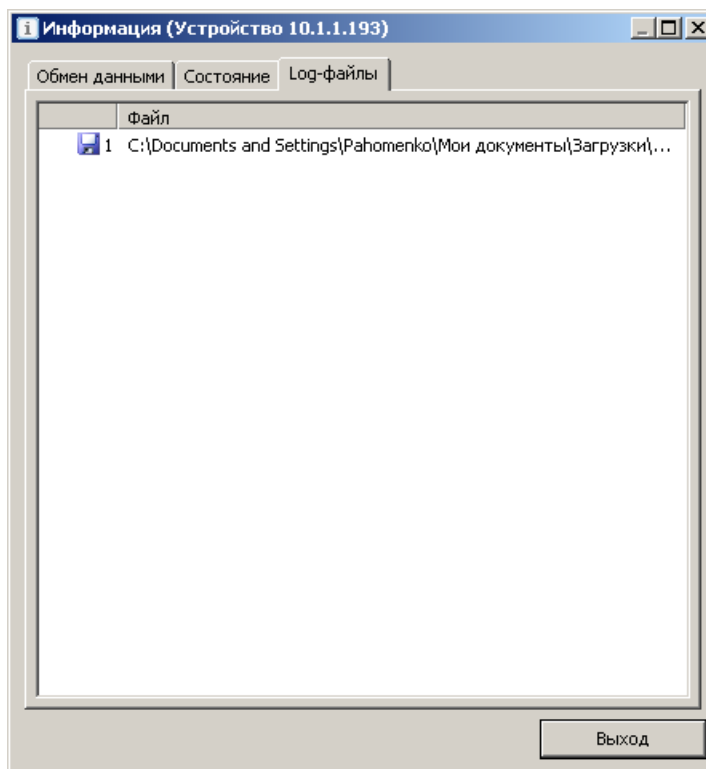 Информация (Устройство 10.1.1.193)
Обмен данными Состояние Log-файлы
Файл
1 C:\Documents and Settings\Pahomenko\Мои документы\Загрузки\...
Выход